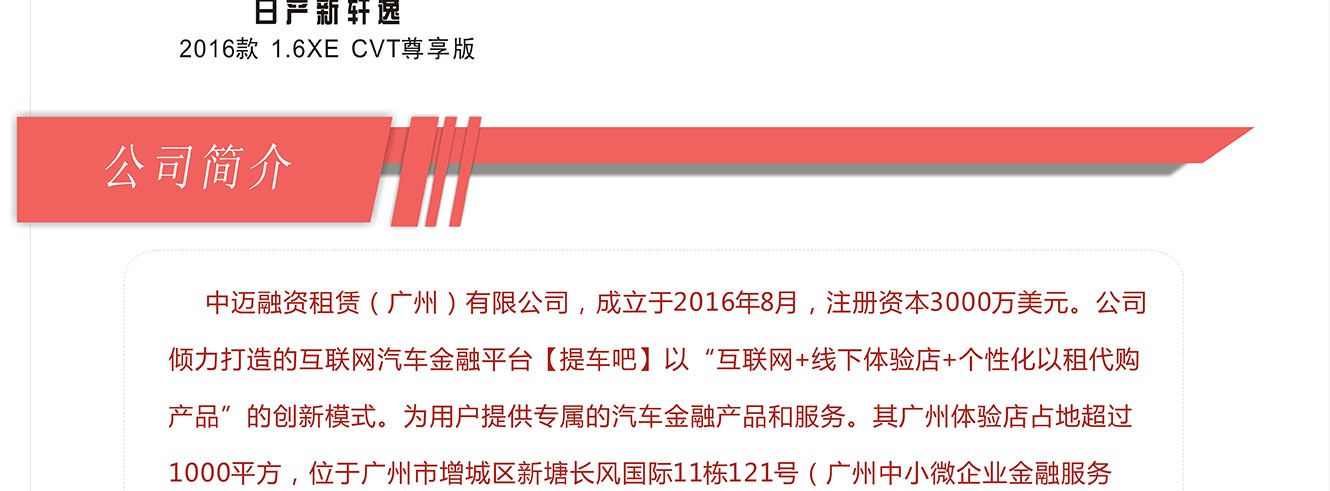 日产新轩逸
2016款 1.6XE CVT尊享版
公司简介
中迈融资租赁（广州）有限公司，成立于2016年8月，注册资本3000万美元。公司
倾力打造的互联网汽车金融平台【提车吧】以“互联网+线下体验店+个性化以租代购
产品”的创新模式。为用户提供专属的汽车金融产品和服务。其广州体验店占地超过
1000平方，位于广州市增城区新塘长风国际11栋121号（广州中小微企业金融服务